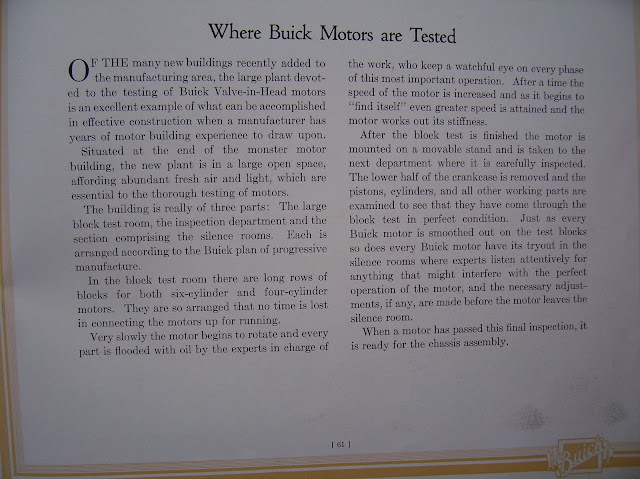 Where Buick Motors are Tested
OF THE many new buildings recently added to
the manufacturing area, the large plant devot-
ed to the testing of Buick Valve-in-Head motors
is an excellent example of what can be accomplished
in effective construction when a manufacturer has
years of motor building experience to draw upon.
Situated at the end of the monster motor
building, the new plant is in a large open space,
affording abundant fresh air and light, which are
essential to the thorough testing of motors.
The building is really of three parts: The large
block test room, the inspection department and the
section comprising the silence rooms. Each is
arranged according to the Buick plan of progressive
manufacture.
In the block test room there are long rows of
blocks for both six-cylinder and four-cylinder
motors. They are so arranged that no time is lost
in connecting the motors up for running.
Very slowly the motor begins to rotate and every
part is flooded with oil by the experts in charge of
the work, who keep a watchful eye on every phase
of this most important operation. After a time the
speed of the motor is increased and as it begins to
"find itself" even greater speed is attained and the
motor works out its stiffness.
After the block test is finished the motor is
mounted on a movable stand and is taken to the
next department where it is carefully inspected.
The lower half of the crankcase is removed and the
pistons, cylinders, and all other working parts are
examined to see that they have come through the
block test in perfect condition. Just as every
Buick motor is smoothed out on the test blocks
so does every Buick motor have its tryout in the
silence rooms where experts listen attentively for
anything that might interfere with the perfect
operation of the motor, and the necessary adjust-
ments, if any, are made before the motor leaves the
silence room.
When a motor has passed this final inspection, it
is ready for the chassis assembly.
[ 61 ]
Buick